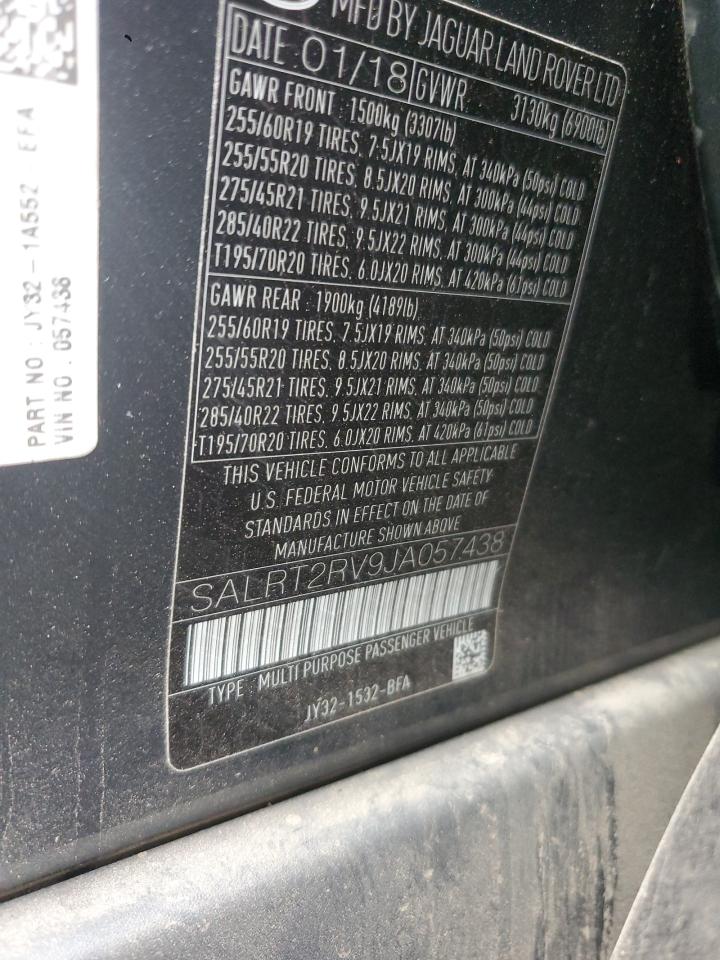 MFD BY JAGUAR LAND ROVER LTD
DATE 01/18 GVWR 3130kg (6900lb)
GAWR FRONT 1500kg (3307lb)
255/60R19 TIRES, 7.5JX19 RIMS, AT 340kPa (50psi) COLD
255/55R20 TIRES, 8.5JX20 RIMS, AT 300kPa (44psi) COLD
275/45R21 TIRES, 9.5JX21 RIMS, AT 300kPa (44psi) COLD
285/40R22 TIRES, 9.5JX22 RIMS, AT 300kPa (44psi) COLD
T195/70R20 TIRES, 6.0JX20 RIMS, AT 420kPa (61psi) COLD
GAWR REAR 1900kg (4189lb)
255/60R19 TIRES, 7.5JX19 RIMS, AT 340kPa (50psi) COLD
255/55R20 TIRES, 8.5JX20 RIMS, AT 340kPa (50psi) COLD
275/45R21 TIRES, 9.5JX21 RIMS, AT 340kPa (50psi) COLD
285/40R22 TIRES, 9.5JX22 RIMS, AT 340kPa (50psi) COLD
T195/70R20 TIRES, 6.0JX20 RIMS, AT 420kPa (61psi) COLD
THIS VEHICLE CONFORMS TO ALL APPLICABLE
U.S. FEDERAL MOTOR VEHICLE SAFETY
STANDARDS IN EFFECT ON THE DATE OF
MANUFACTURE SHOWN ABOVE
SALRT2RV9JA057438
TYPE MULTI PURPOSE PASSENGER VEHICLE
JY32-1532-BFA
PART NO : JY32-1A552-EFA
VIN NO : 057438